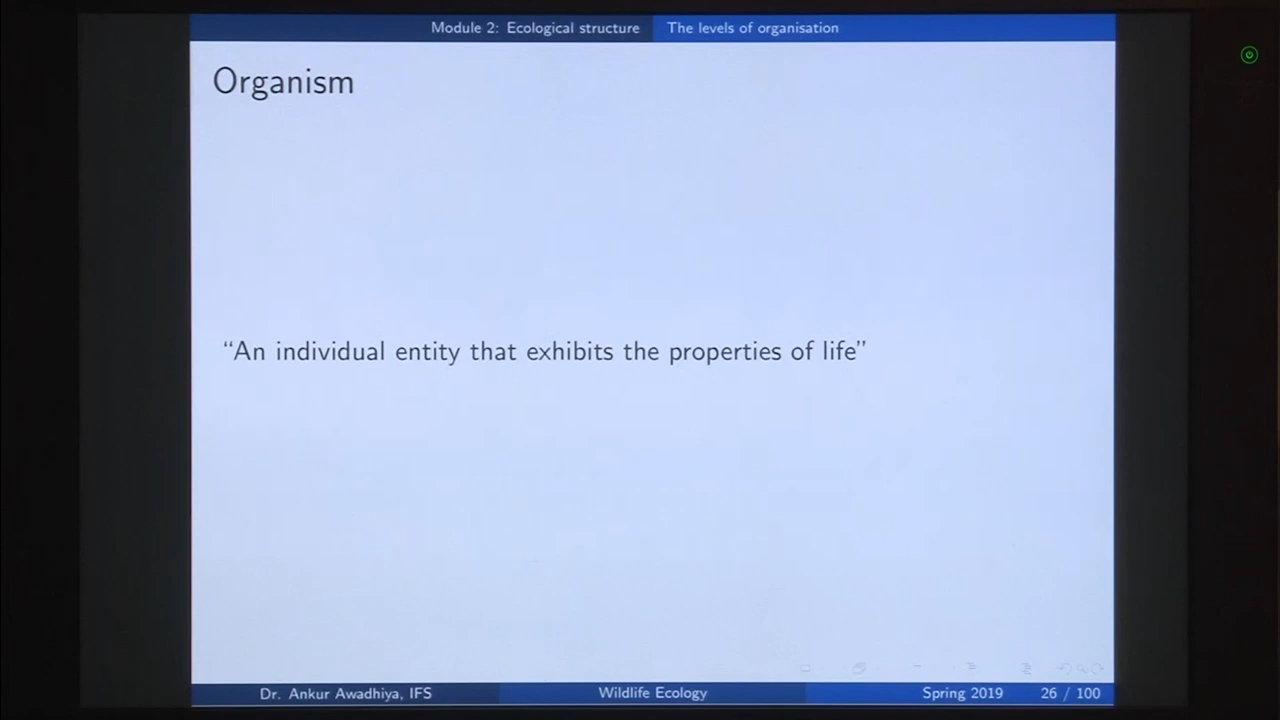 Module 2: Ecological structure The levels of organisation
Organism
“An individual entity that exhibits the properties of life”
Dr. Ankur Awadhiya, IFS Wildlife Ecology Spring 2019 26 / 100